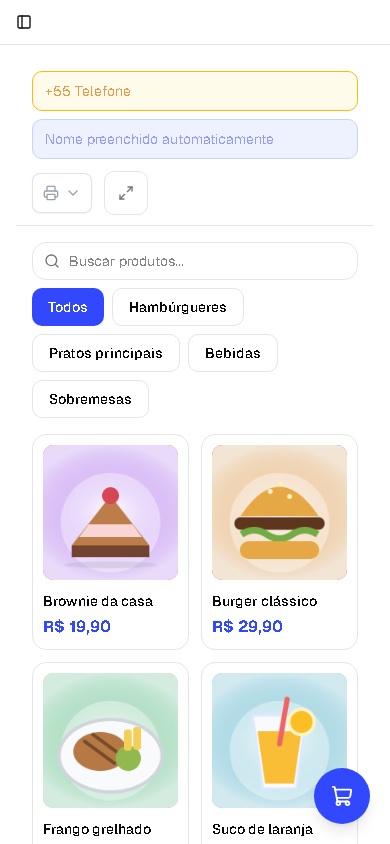 +55 Telefone
Nome preenchido automaticamente
Buscar produtos...
Todos
Hambúrgueres
Pratos principais
Bebidas
Sobremesas
Brownie da casa
R$ 19,90
Burger clássico
R$ 29,90
Frango grelhado
Suco de laranja